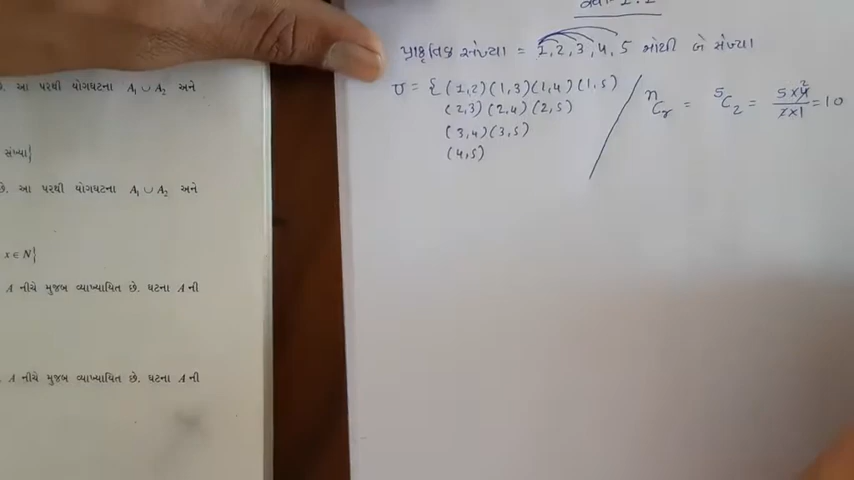 છે. આ પરથી યોગઘટના A₁ ∪ A₂ અને
સંખ્યા}
છે. આ પરથી યોગઘટના A₁ ∪ A₂ અને
x ∈ N}
A નીચે મુજબ વ્યાખ્યાયિત છે. ઘટના A ની
A નીચે મુજબ વ્યાખ્યાયિત છે. ઘટના A ની
પ્રાકૃતિક સંખ્યા = 1, 2, 3, 4, 5 માંથી બે સંખ્યા
U = { (1,2) (1,3) (1,4) (1,5)
(2,3) (2,4) (2,5)
(3,4) (3,5)
(4,5)
ⁿCᵣ = ⁵C₂ = 5×4² / 2×1 = 10